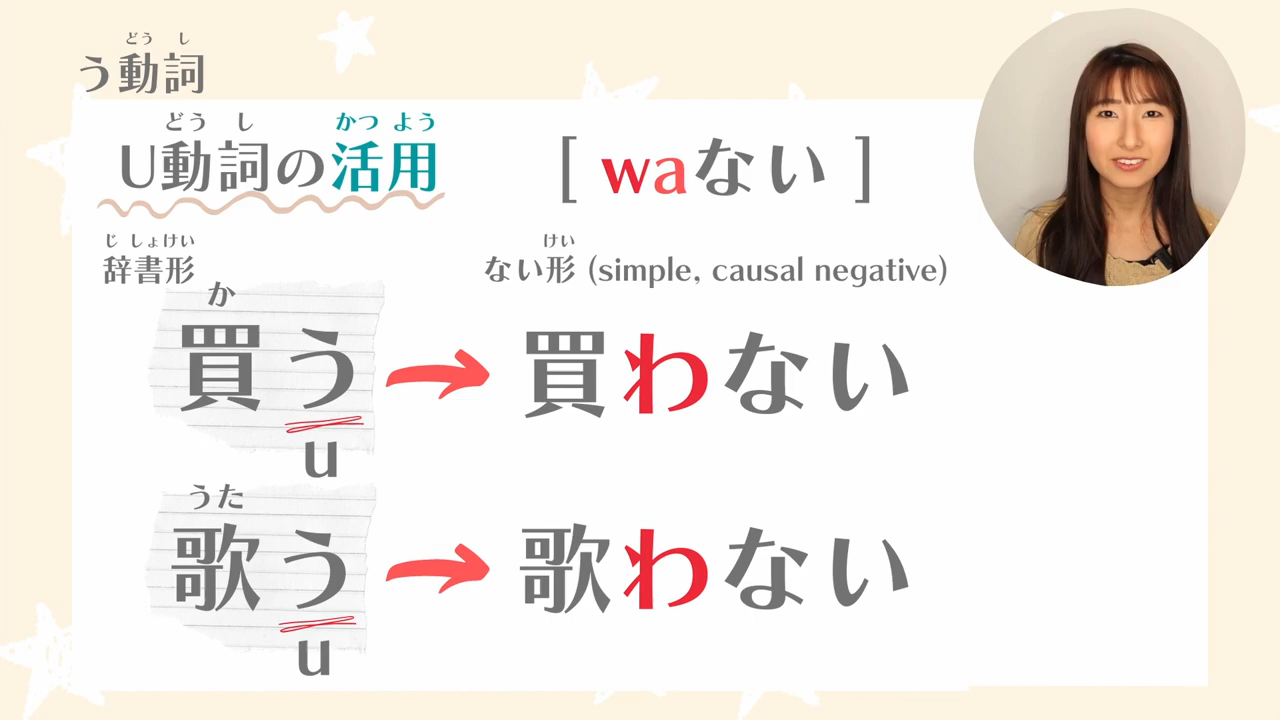 どう し
う動詞
どう し かつ よう
U動詞の活用
[ waない ]
じ しょけい
辞書形
けい
ない形 (simple, causal negative)
か
買う → 買わない
u
うた
歌う → 歌わない
u